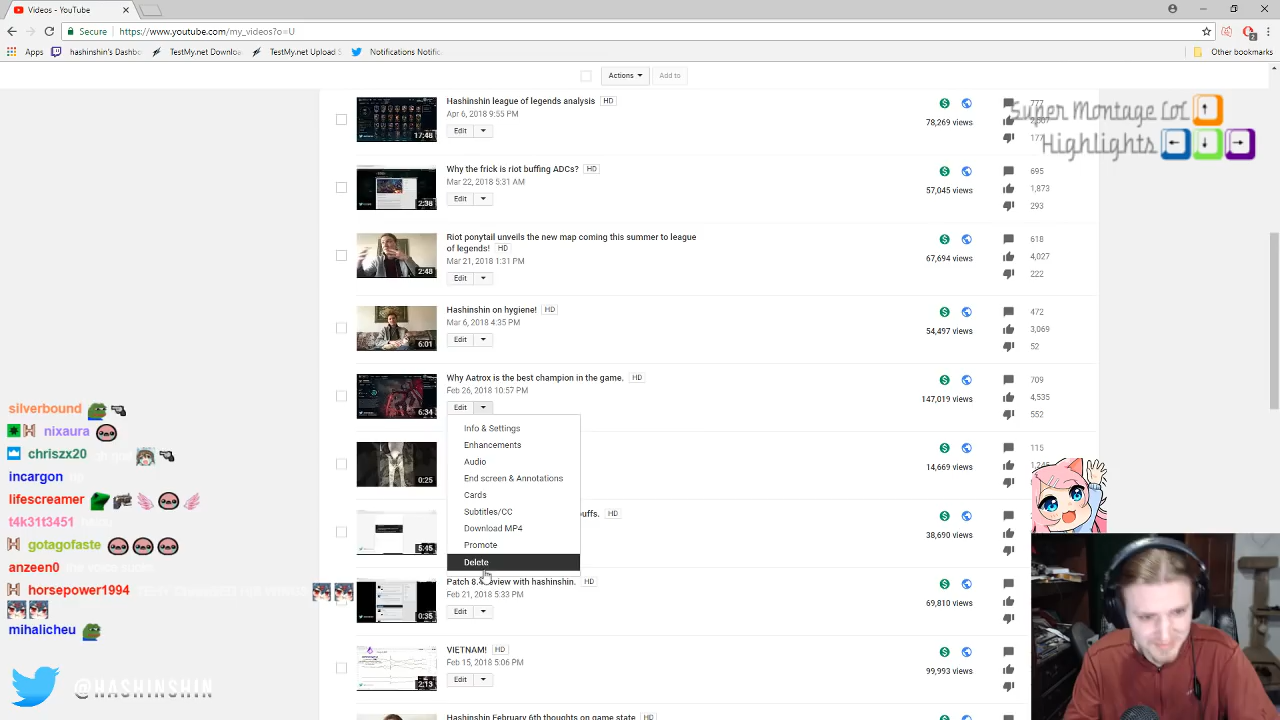 Videos - YouTube
Secure
https://www.youtube.com/my_videos?o=U
Apps
Anzeen
hashinshin's Dashbo
TestMy.net Downloa
TestMy.net Upload S
Notifications Notific
Other bookmarks
Actions
Add to
Hashinshin league of legends analysis HD
Apr 6, 2018 9:55 PM
17:48
Edit
78,269 views
777
177
Super Montage LoL
Highlights
Why the frick is riot buffing ADCs? HD
Mar 22, 2018 5:31 AM
2:38
Edit
57,045 views
695
1,873
293
Riot ponytail unveils the new map coming this summer to league
of legends! HD
Mar 21, 2018 1:31 PM
2:48
Edit
67,694 views
618
4,027
222
Hashinshin on hygiene! HD
Mar 6, 2018 4:35 PM
6:01
Edit
54,497 views
472
3,069
52
Why Aatrox is the best champion in the game. HD
Feb 26, 2018 10:57 PM
6:34
Edit
147,019 views
709
4,535
552
Info & Settings
Enhancements
Audio
End screen & Annotations
Cards
Subtitles/CC
Download MP4
Promote
Delete
0:25
14,669 views
115
uffs. HD
5:45
38,690 views
Patch 8. view with hashinshin. HD
Feb 21, 2018 5:33 PM
0:35
Edit
69,810 views
VIETNAM! HD
Feb 15, 2018 5:06 PM
2:13
Edit
99,993 views
Hashinshin February 6th thoughts on game state HD
silverbound
nixaura
chriszx20
incargon
lifescreamer
t4k31t3451
gotagofaste
anzeen0
horsepower1994
mihalicheu
@HASHINSHIN